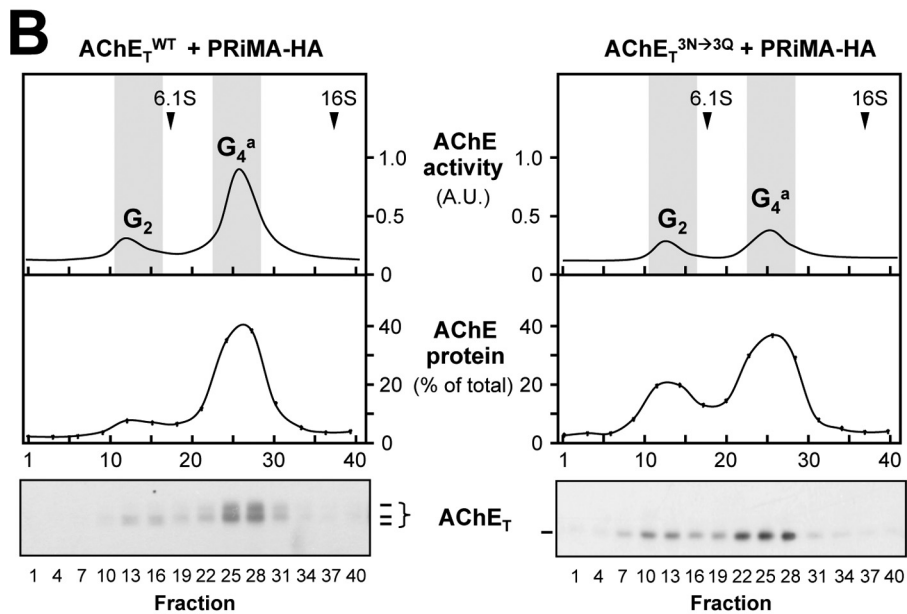 B
AChE_T^WT + PRiMA-HA
AChE_T^3N→3Q + PRiMA-HA
6.1S
16S
G₄ᵃ
G₂
1.0
0.5
0
AChE
activity
(A.U.)
6.1S
16S
G₄ᵃ
G₂
1.0
0.5
0
40
20
0
1
10
20
30
40
AChE
protein
(% of total)
40
20
0
1
10
20
30
40
AChE_T
1 4 7 10 13 16 19 22 25 28 31 34 37 40
Fraction
1 4 7 10 13 16 19 22 25 28 31 34 37 40
Fraction